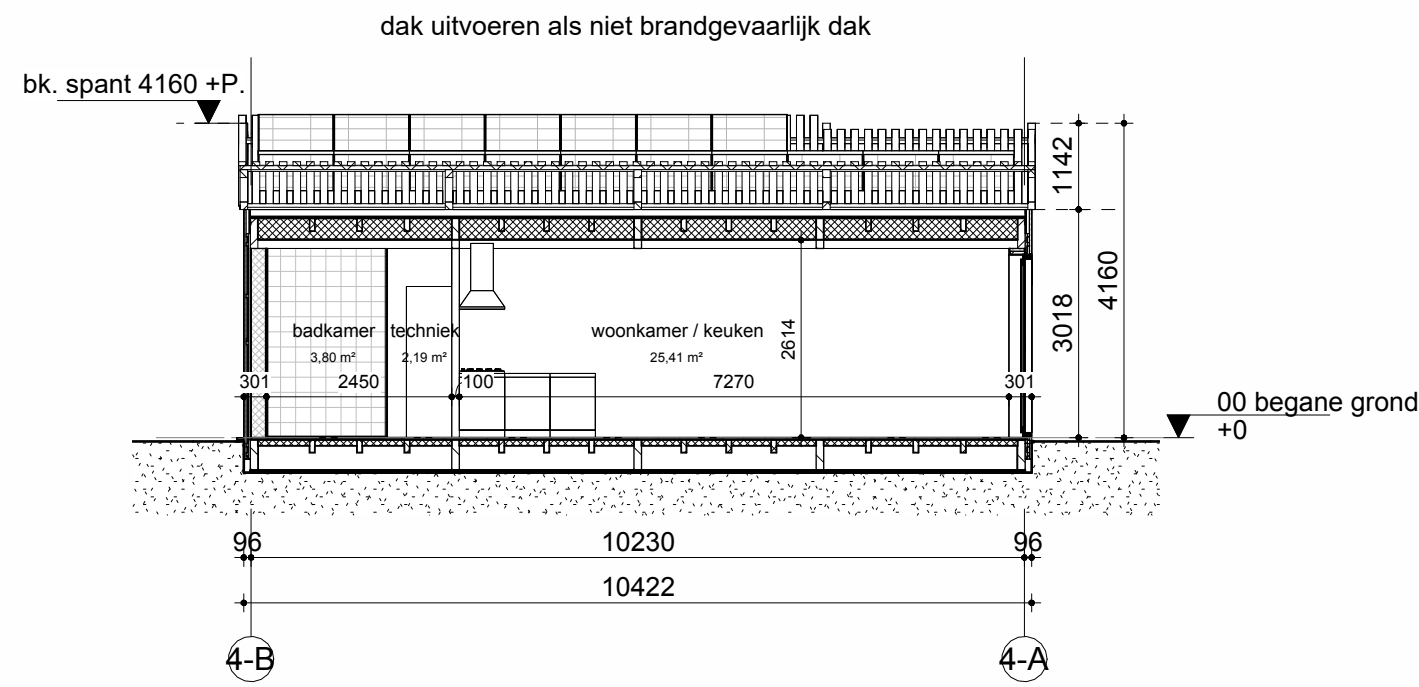 dak uitvoeren als niet brandgevaarlijk dak
bk. spant 4160 +P.
1142
4160
3018
badkamer
3,80 m²
techniek
2,19 m²
woonkamer / keuken
25,41 m²
2614
301
2450
100
7270
301
00 begane grond
+0
96
10230
96
10422
4-B
4-A